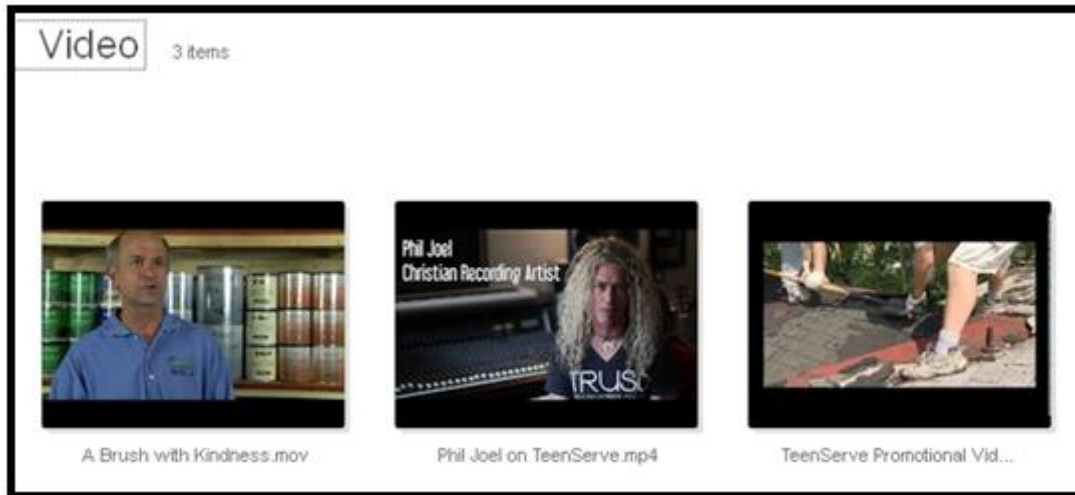 Video
3 items
Phil Joel
Christian Recording Artist
TRUS
A Brush with Kindness.mov
Phil Joel on TeenServe.mp4
TeenServe Promotional Vid...